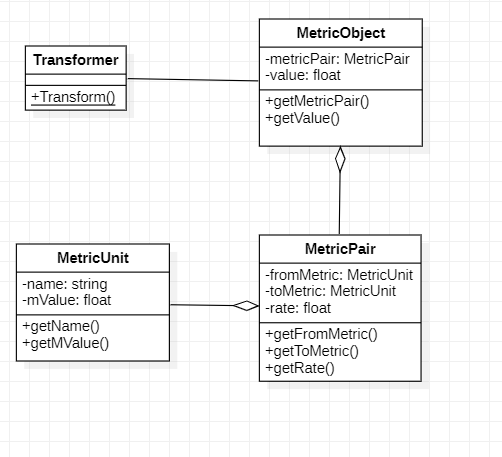 Transformer
+Transform()
MetricObject
-metricPair: MetricPair
-value: float
+getMetricPair()
+getValue()
MetricUnit
-name: string
-mValue: float
+getName()
+getMValue()
MetricPair
-fromMetric: MetricUnit
-toMetric: MetricUnit
-rate: float
+getFromMetric()
+getToMetric()
+getRate()